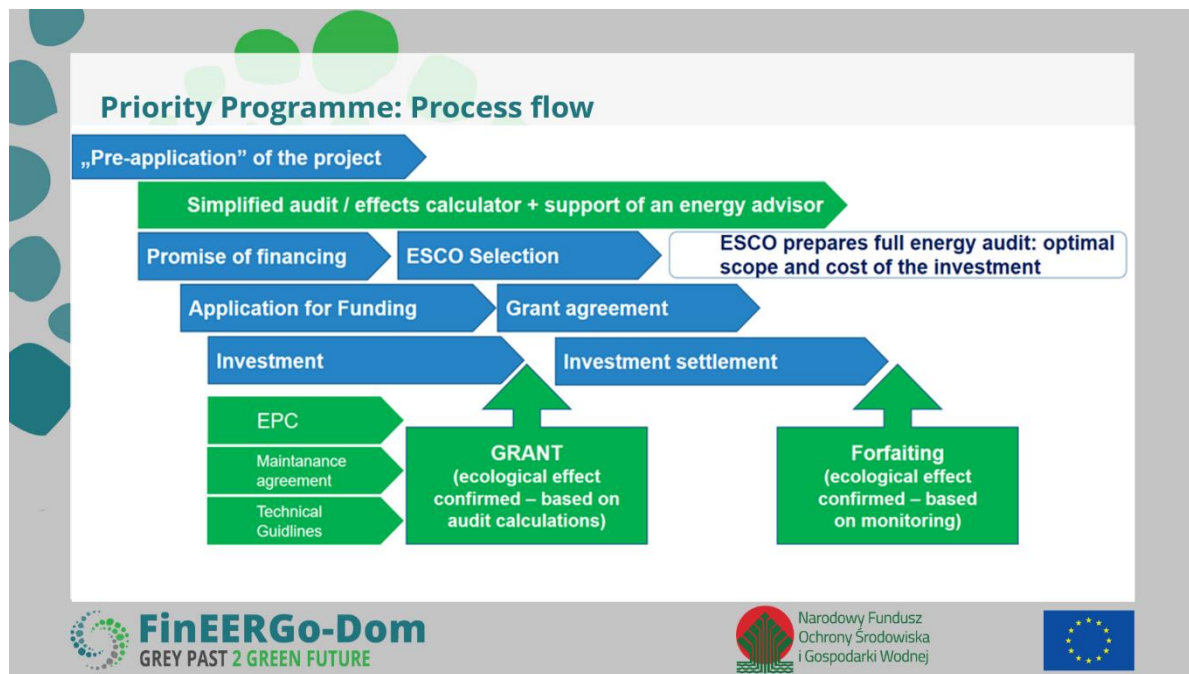 Priority Programme: Process flow
„Pre-application” of the project
Simplified audit / effects calculator + support of an energy advisor
Promise of financing
ESCO Selection
ESCO prepares full energy audit: optimal
scope and cost of the investment
Application for Funding
Grant agreement
Investment
Investment settlement
EPC
Maintanance
agreement
Technical
Guidlines
GRANT
(ecological effect
confirmed – based on
audit calculations)
Forfaiting
(ecological effect
confirmed – based
on monitoring)
FinEERGo-Dom
GREY PAST 2 GREEN FUTURE
Narodowy Fundusz
Ochrony Środowiska
i Gospodarki Wodnej